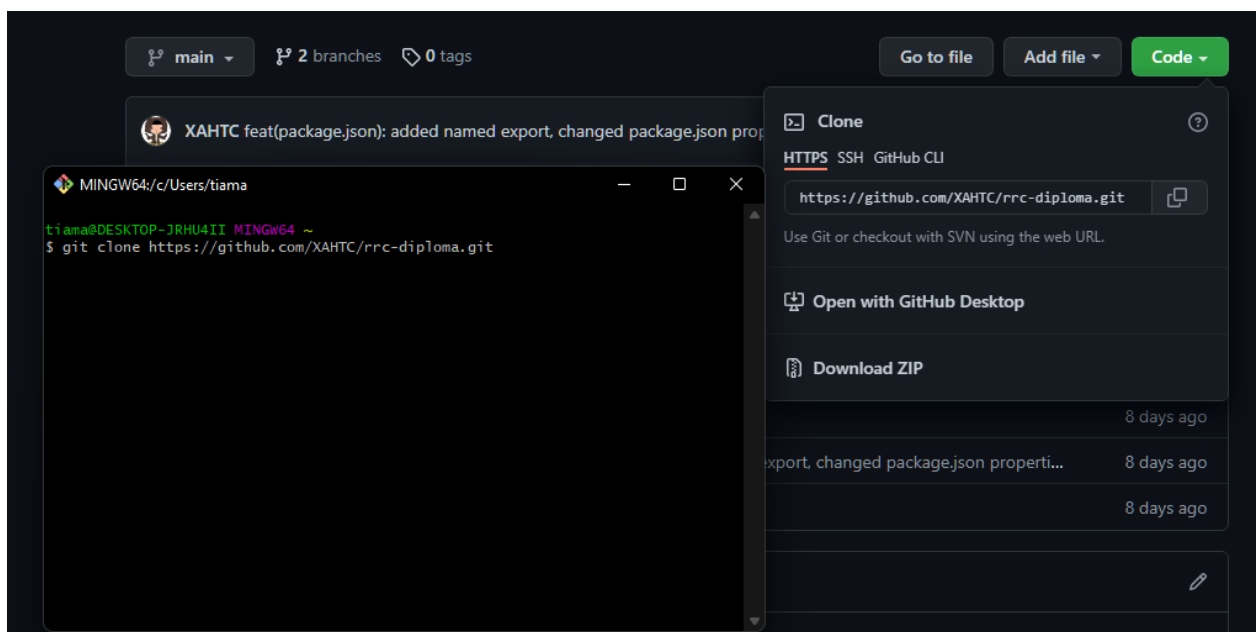 main
2 branches
0 tags
Go to file
Add file
Code
XAHTC feat(package.json): added named export, changed package.json prop
Clone
HTTPS SSH GitHub CLI
https://github.com/XAHTC/rrc-diploma.git
Use Git or checkout with SVN using the web URL.
Open with GitHub Desktop
Download ZIP
MINGW64:/c/Users/tiama
tiama@DESKTOP-JRHU4II MINGW64 ~
$ git clone https://github.com/XAHTC/rrc-diploma.git
8 days ago
export, changed package.json properti... 8 days ago
8 days ago